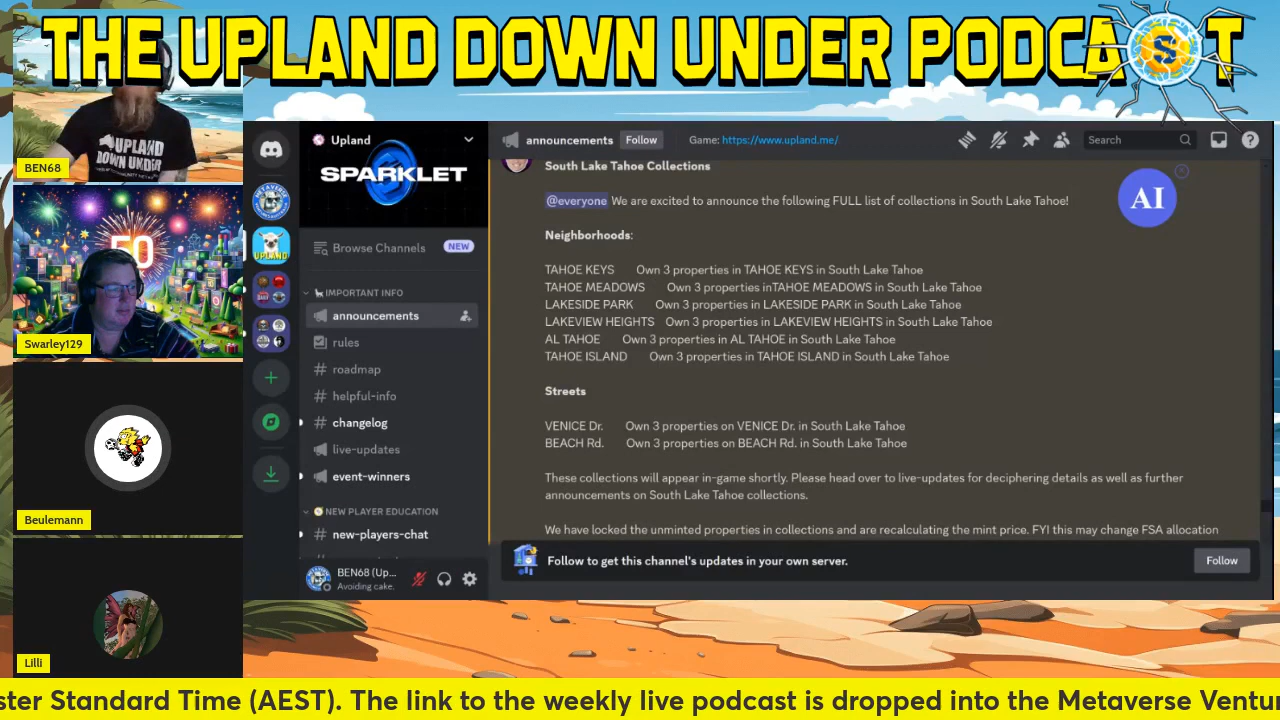 THE UPLAND DOWN UNDER PODCAST
UPLAND
DOWN UNDER
BEN68
50
Swarley129
Beulemann
Lilli
Upland
SPARKLET
Browse Channels NEW
IMPORTANT INFO
announcements
rules
roadmap
helpful-info
changelog
live-updates
event-winners
NEW PLAYER EDUCATION
new-players-chat
BEN68 (Up...
Avoiding cake.
announcements Follow Game: https://www.upland.me/ Search
South Lake Tahoe Collections
AI
@everyone We are excited to announce the following FULL list of collections in South Lake Tahoe!
Neighborhoods:
TAHOE KEYS Own 3 properties in TAHOE KEYS in South Lake Tahoe
TAHOE MEADOWS Own 3 properties inTAHOE MEADOWS in South Lake Tahoe
LAKESIDE PARK Own 3 properties in LAKESIDE PARK in South Lake Tahoe
LAKEVIEW HEIGHTS Own 3 properties in LAKEVIEW HEIGHTS in South Lake Tahoe
AL TAHOE Own 3 properties in AL TAHOE in South Lake Tahoe
TAHOE ISLAND Own 3 properties in TAHOE ISLAND in South Lake Tahoe
Streets
VENICE Dr. Own 3 properties on VENICE Dr. in South Lake Tahoe
BEACH Rd. Own 3 properties on BEACH Rd. in South Lake Tahoe
These collections will appear in-game shortly. Please head over to live-updates for deciphering details as well as further
announcements on South Lake Tahoe collections.
We have locked the unminted properties in collections and are recalculating the mint price. FYI this may change FSA allocation
Follow to get this channel's updates in your own server. Follow
ster Standard Time (AEST). The link to the weekly live podcast is dropped into the Metaverse Ventur